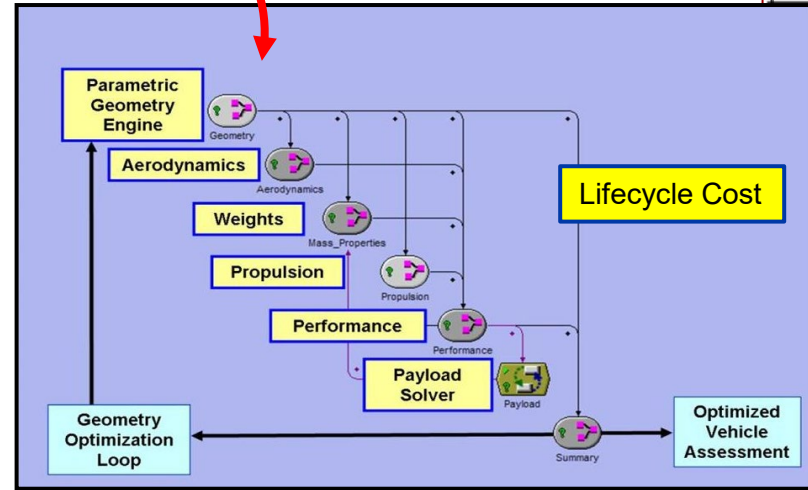 Parametric
Geometry
Engine
Geometry
Aerodynamics
Aerodynamics
Lifecycle Cost
Weights
Mass_Properties
Propulsion
Propulsion
Performance
Performance
Payload
Solver
Payload
Geometry
Optimization
Loop
Summary
Optimized
Vehicle
Assessment